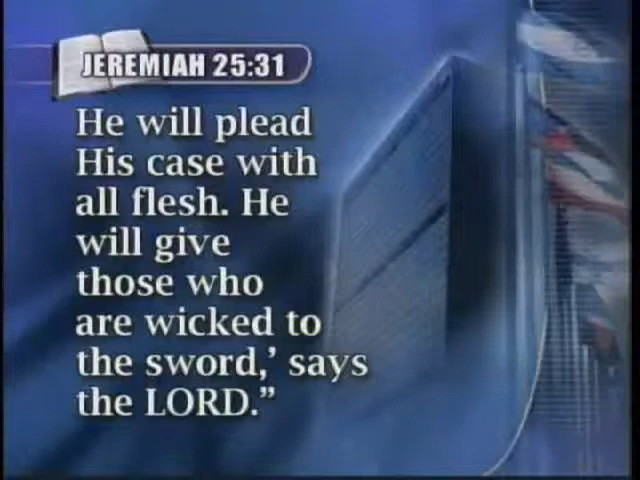 JEREMIAH 25:31
He will plead
His case with
all flesh. He
will give
those who
are wicked to
the sword,’ says
the LORD.”